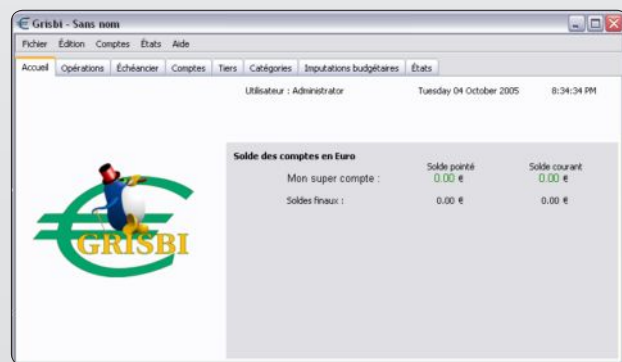 Grisbi - Sans nom
Fichier Édition Comptes États Aide
Accueil Opérations Échéancier Comptes Tiers Catégories Imputations budgétaires États
Utilisateur : Administrator Tuesday 04 October 2005 8:34:34 PM
Solde des comptes en Euro
Solde pointé Solde courant
Mon super compte : 0.00 € 0.00 €
Soldes finaux : 0.00 € 0.00 €
GRISBI